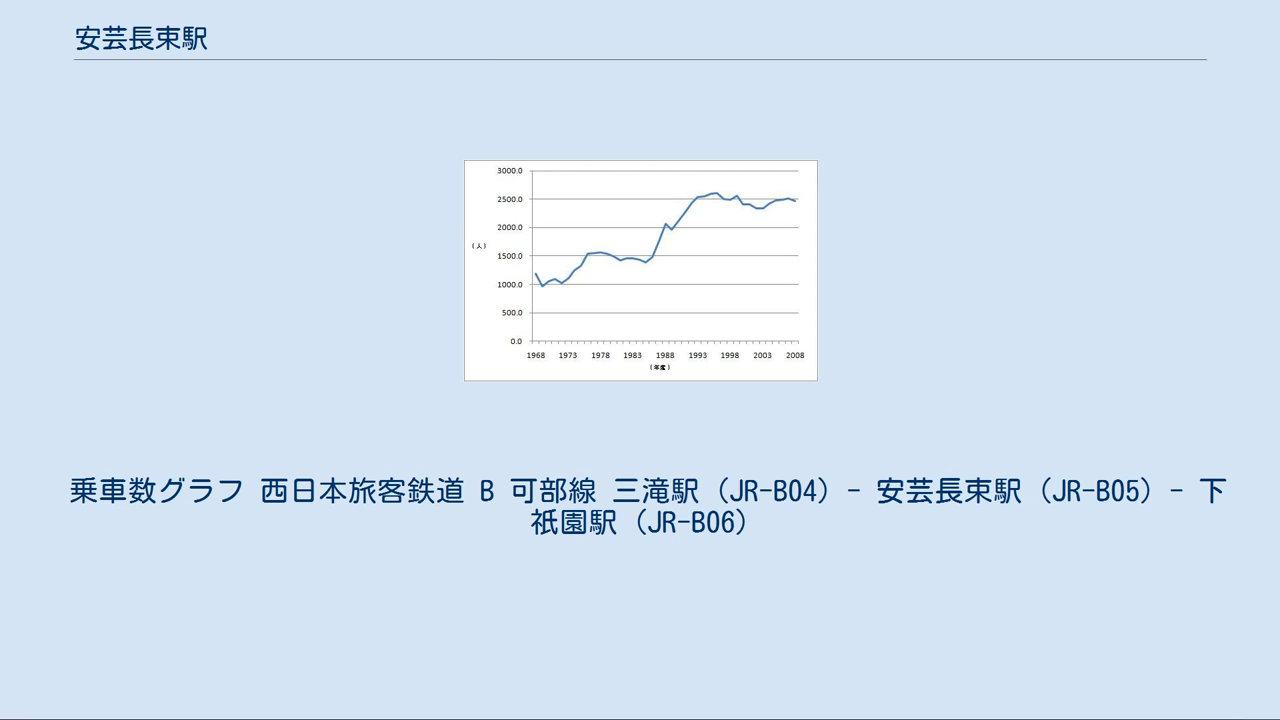 安芸長束駅
3000.0
2500.0
2000.0
(人)
1500.0
1000.0
500.0
0.0
1968 1973 1978 1983 1988 1993 1998 2003 2008
(年度)
乗車数グラフ 西日本旅客鉄道 B 可部線 三滝駅 (JR-B04) - 安芸長束駅 (JR-B05) - 下
祇園駅 (JR-B06)